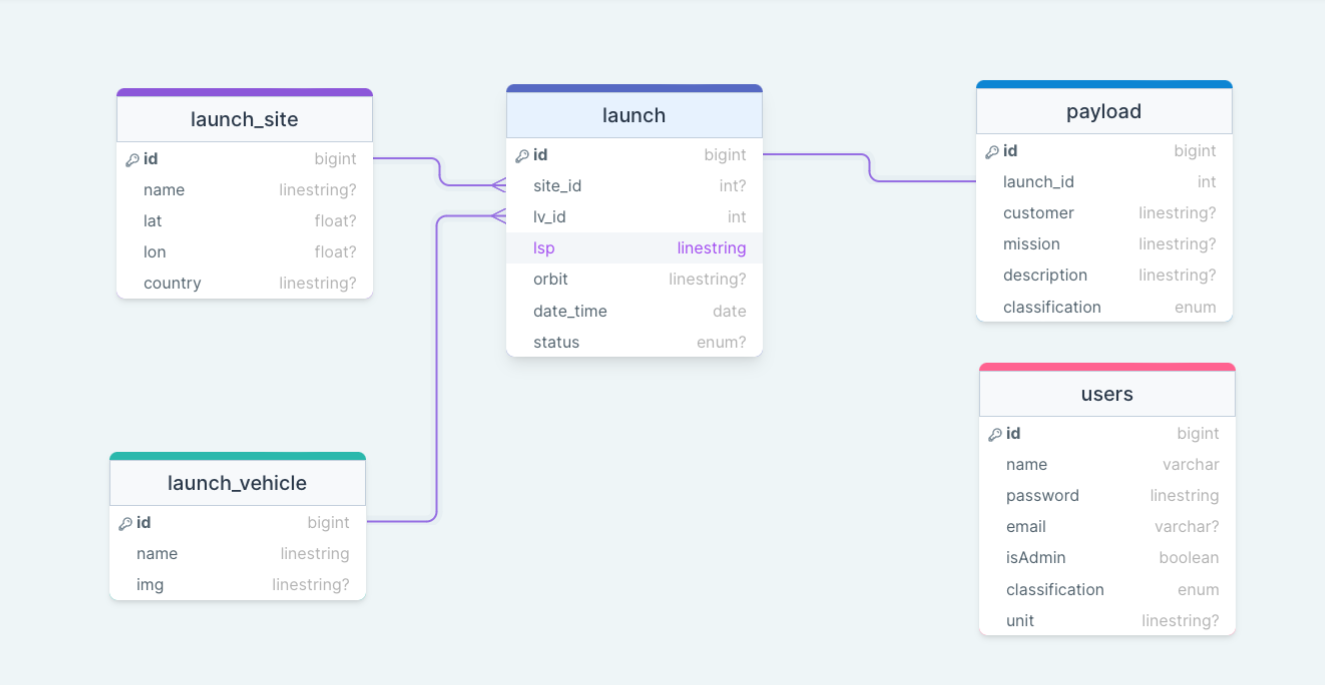 launch_site
id bigint
name linestring?
lat float?
lon float?
country linestring?
launch
id bigint
site_id int?
lv_id int
lsp linestring
orbit linestring?
date_time date
status enum?
payload
id bigint
launch_id int
customer linestring?
mission linestring?
description linestring?
classification enum
launch_vehicle
id bigint
name linestring
img linestring?
users
id bigint
name varchar
password linestring
email varchar?
isAdmin boolean
classification enum
unit linestring?